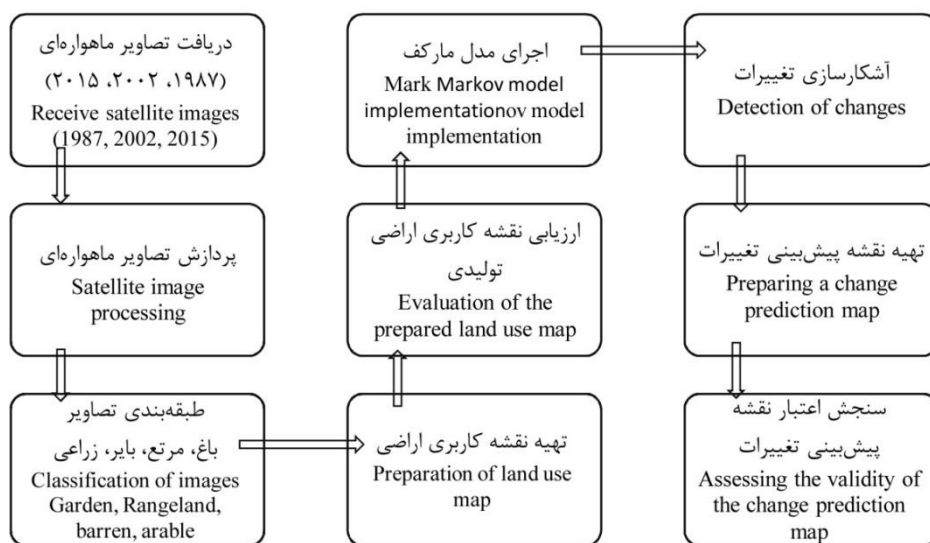 دریافت تصاویر ماهواره‌ای
(۱۹۸۷، ۲۰۰۲، ۲۰۱۵)
Receive satellite images
(1987, 2002, 2015)
پردازش تصاویر ماهواره‌ای
Satellite image
processing
طبقه‌بندی تصاویر
باغ، مرتع، بایر، زراعی
Classification of images
Garden, Rangeland,
barren, arable
تهیه نقشه کاربری اراضی
Preparation of land use
map
ارزیابی نقشه کاربری اراضی
تولیدی
Evaluation of the
prepared land use map
اجرای مدل مارکف
Mark Markov model
implementationov model
implementation
آشکارسازی تغییرات
Detection of changes
تهیه نقشه پیش‌بینی تغییرات
Preparing a change
prediction map
سنجش اعتبار نقشه
پیش‌بینی تغییرات
Assessing the validity of
the change prediction
map